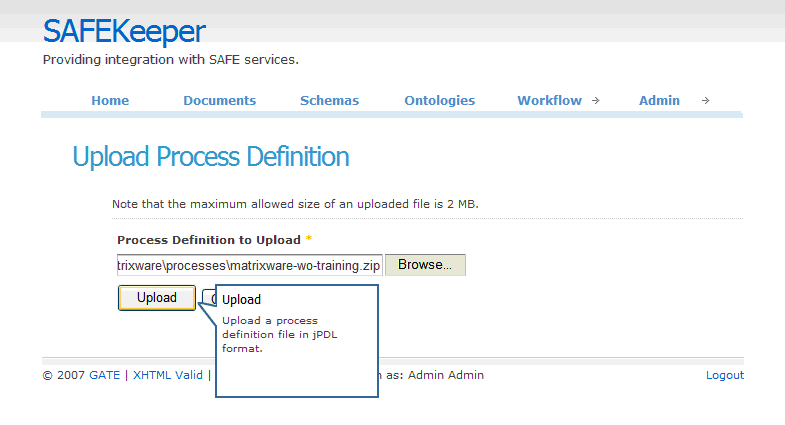 SAFEKeeper
Providing integration with SAFE services.
Home Documents Schemas Ontologies Workflow Admin
Upload Process Definition
Note that the maximum allowed size of an uploaded file is 2 MB.
Process Definition to Upload *
trixware\processes\matrixware-wo-training.zip Browse...
Upload
Upload
Upload a process
definition file in jPDL
format.
© 2007 GATE | XHTML Valid | as: Admin Admin Logout